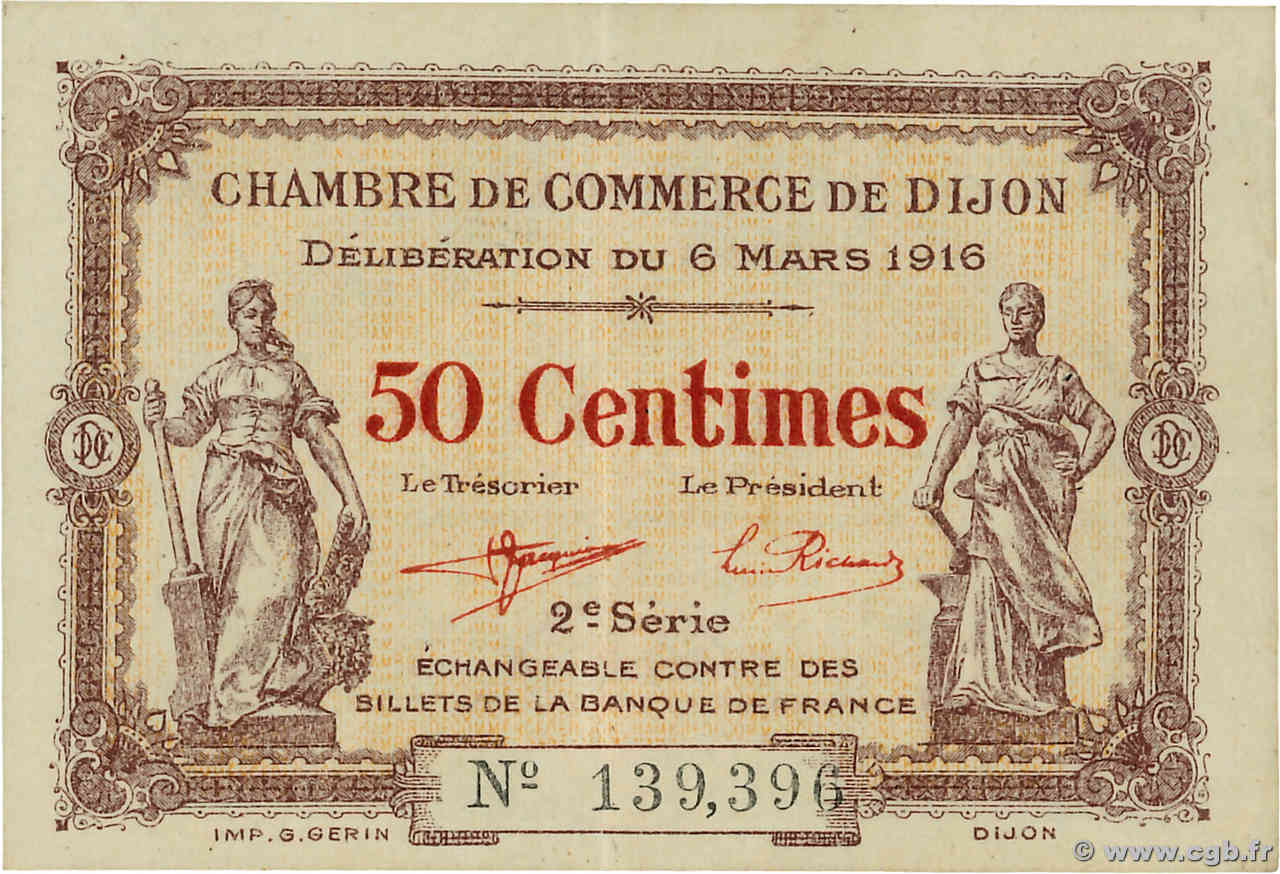 CHAMBRE DE COMMERCE DE DIJON
DÉLIBÉRATION DU 6 MARS 1916
50 Centimes
Le Trésorier Le Président
2e Série
ÉCHANGEABLE CONTRE DES
BILLETS DE LA BANQUE DE FRANCE
Nº 139,396
IMP. G. GERIN DIJON
© www.cgb.fr